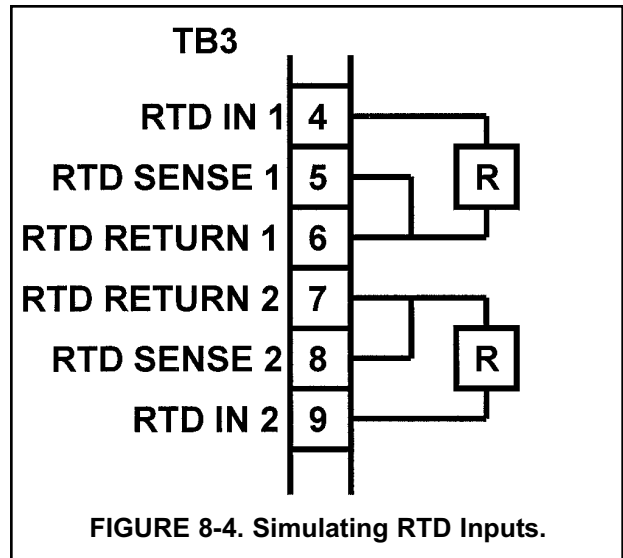 TB3
RTD IN 1 4
RTD SENSE 1 5
R
RTD RETURN 1 6
RTD RETURN 2 7
RTD SENSE 2 8
R
RTD IN 2 9
FIGURE 8-4. Simulating RTD Inputs.